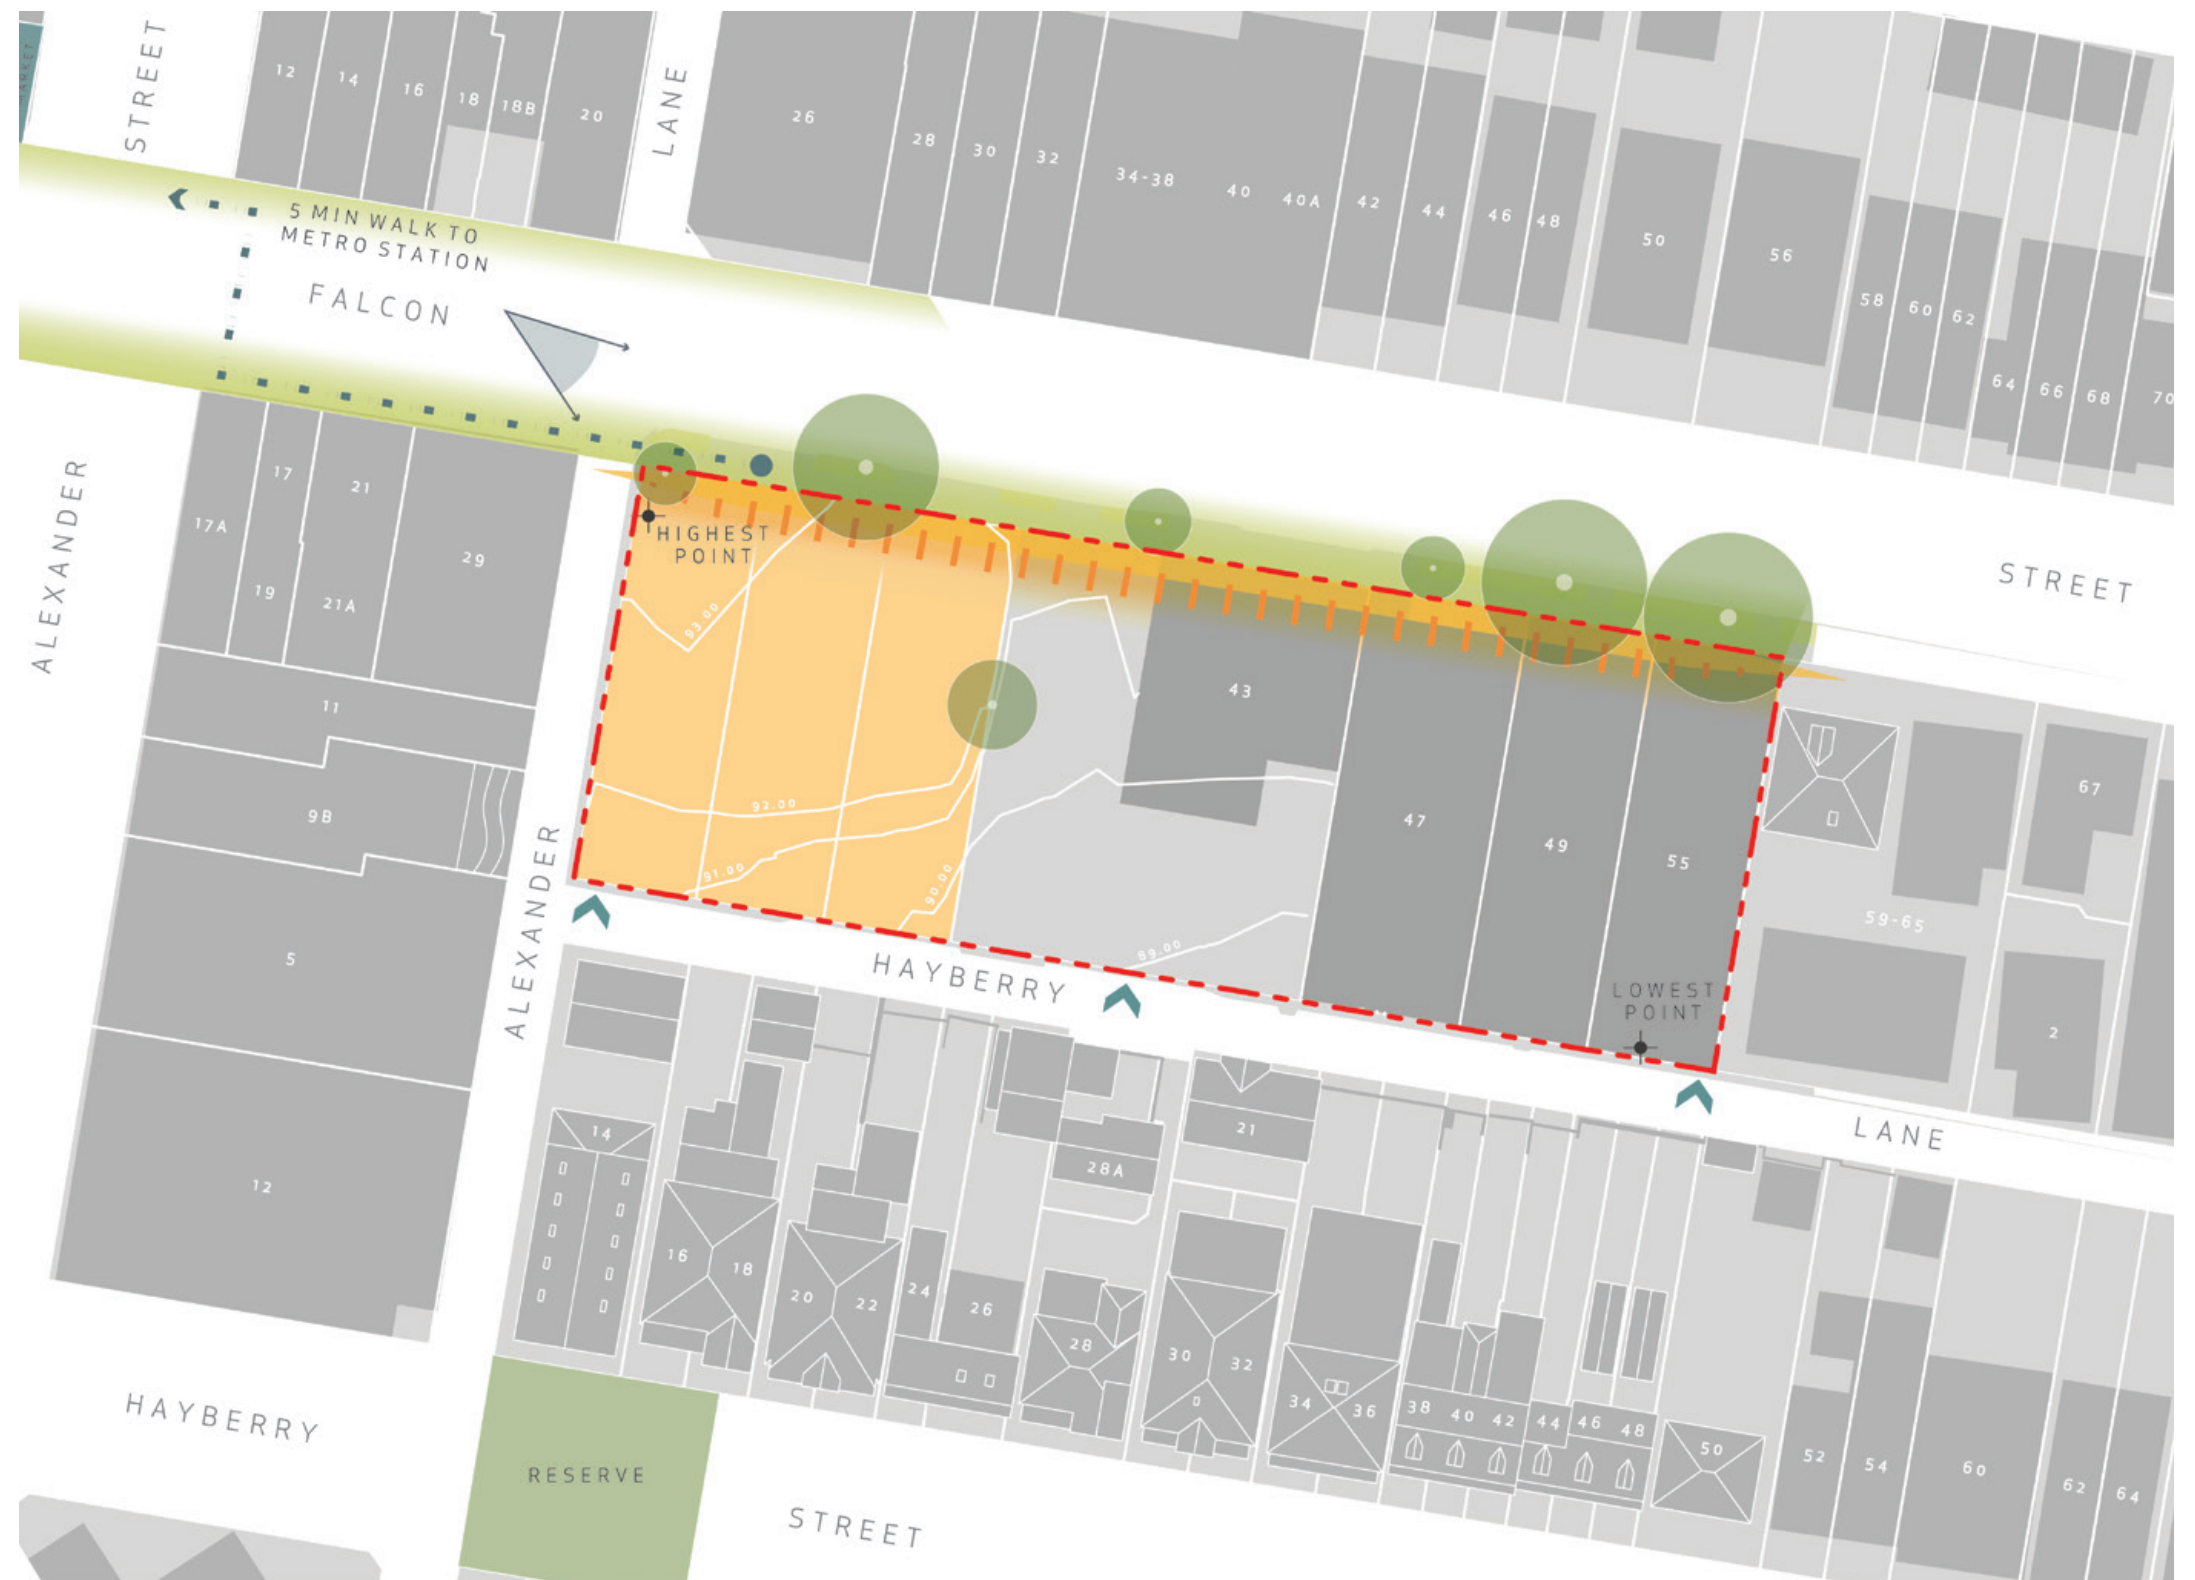 MARKET
STREET
12
14
16
18
18B
20
LANE
26
28
30
32
34-38
40
40A
42
44
46
48
50
56
58
60
62
64
66
68
70
5 MIN WALK TO
METRO STATION
FALCON
STREET
ALEXANDER
17A
17
19
21
21A
29
11
9B
5
12
HIGHEST
POINT
93.00
92.00
91.00
90.00
89.00
43
47
49
55
LOWEST
POINT
59-65
67
2
ALEXANDER
HAYBERRY
LANE
14
16
18
20
22
24
26
28A
28
21
30
32
34
36
38
40
42
44
46
48
50
52
54
60
62
64
HAYBERRY
STREET
RESERVE